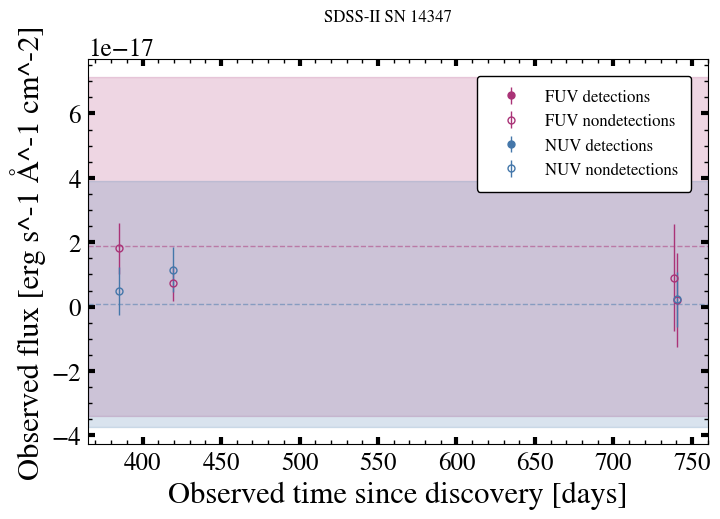 SDSS-II SN 14347
1e−17
Observed flux [erg s^-1 Å^-1 cm^-2]
6
4
2
0
−2
−4
FUV detections
FUV nondetections
NUV detections
NUV nondetections
400 450 500 550 600 650 700 750
Observed time since discovery [days]